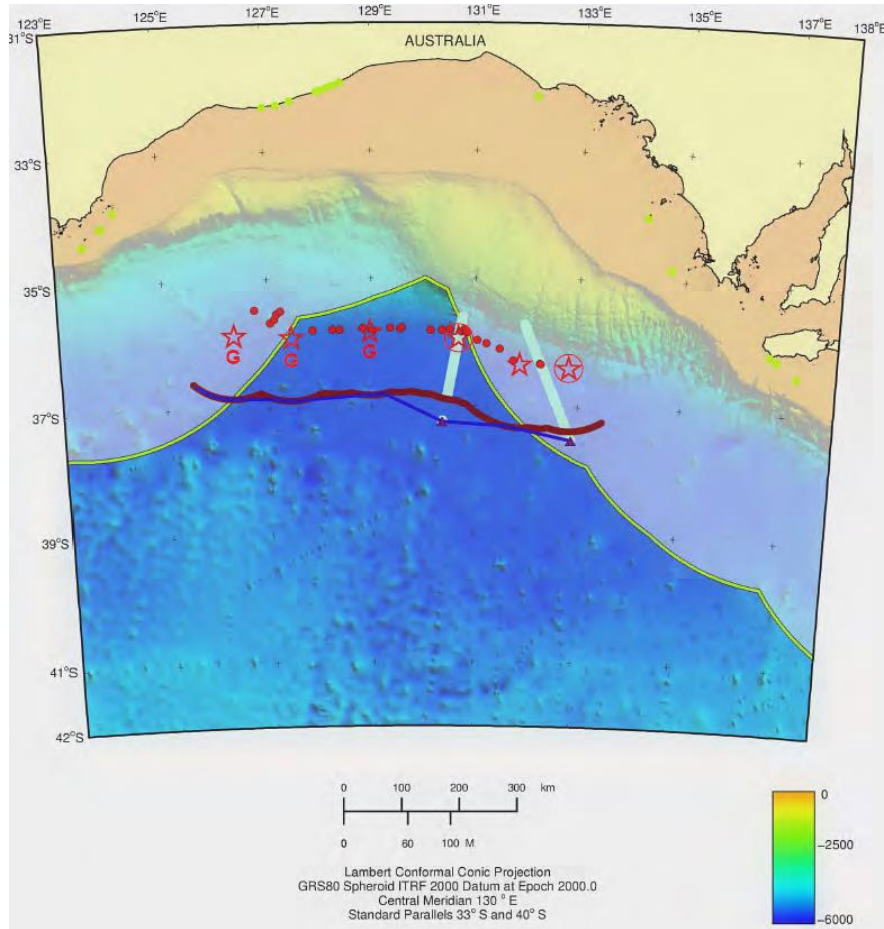 123°E 125°E 127°E 129°E 131°E 133°E 135°E 137°E 138°E
31°S
AUSTRALIA
33°S
35°S
G G G
37°S
39°S
41°S
42°S
0 100 200 300 km
0 60 100 M
0
-2500
-6000
Lambert Conformal Conic Projection
GRS80 Spheroid ITRF 2000 Datum at Epoch 2000.0
Central Meridian 130 ° E
Standard Parallels 33° S and 40° S